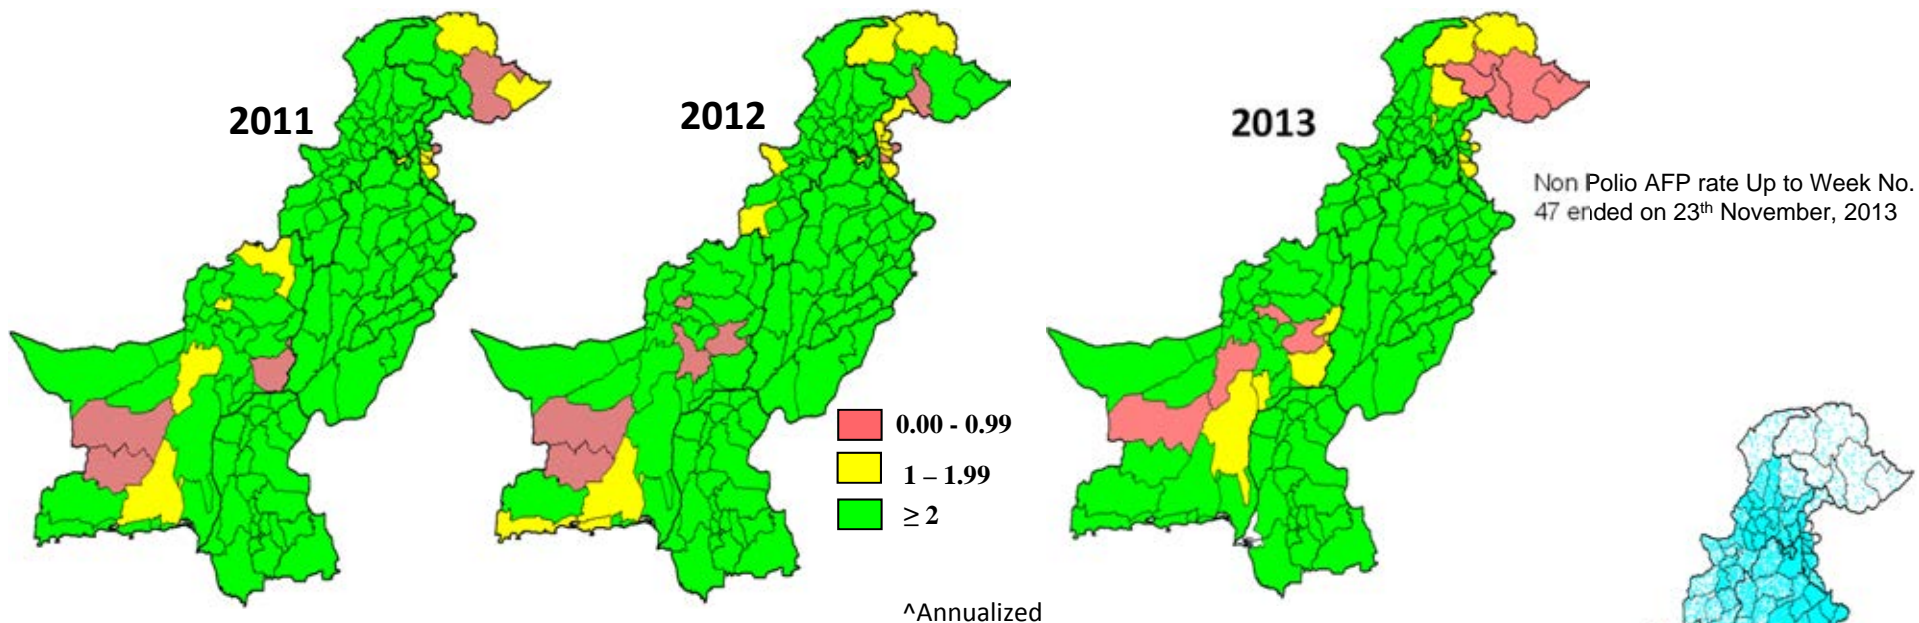 2011
2012
2013
Non Polio AFP rate Up to Week No.
47 ended on 23th November, 2013
0.00 - 0.99
1 – 1.99
≥ 2
^Annualized